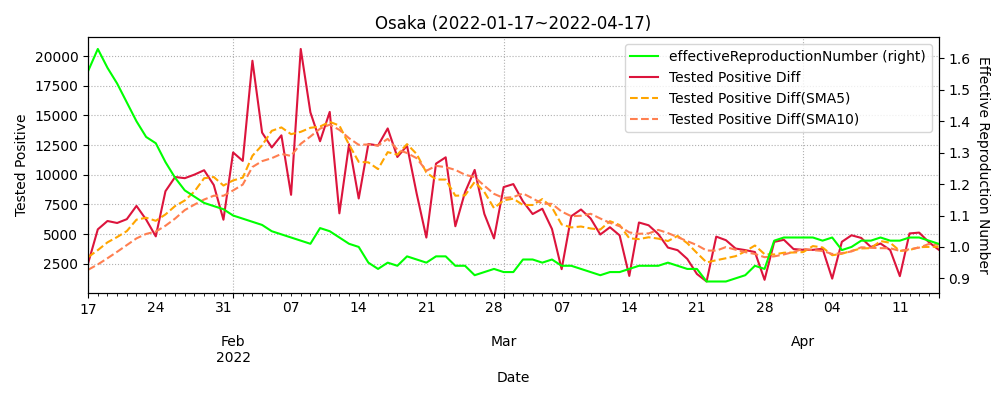 Osaka (2022-01-17~2022-04-17)
effectiveReproductionNumber (right)
Tested Positive Diff
Tested Positive Diff(SMA5)
Tested Positive Diff(SMA10)
Tested Positive
20000
17500
15000
12500
10000
7500
5000
2500
Effective Reproduction Number
1.6
1.5
1.4
1.3
1.2
1.1
1.0
0.9
17 24 31 07 14 21 28 07 14 21 28 04 11
Feb Mar Apr
2022
Date